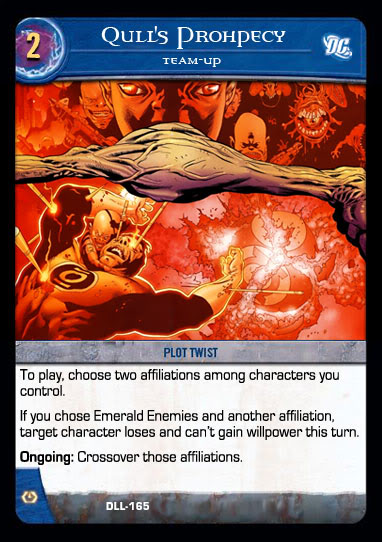 2
Qull's Prohpecy
TEAM-UP
DC
PLOT TWIST
To play, choose two affiliations among characters you
control.
If you chose Emerald Enemies and another affiliation,
target character loses and can't gain willpower this turn.
Ongoing: Crossover those affiliations.
DLL-165